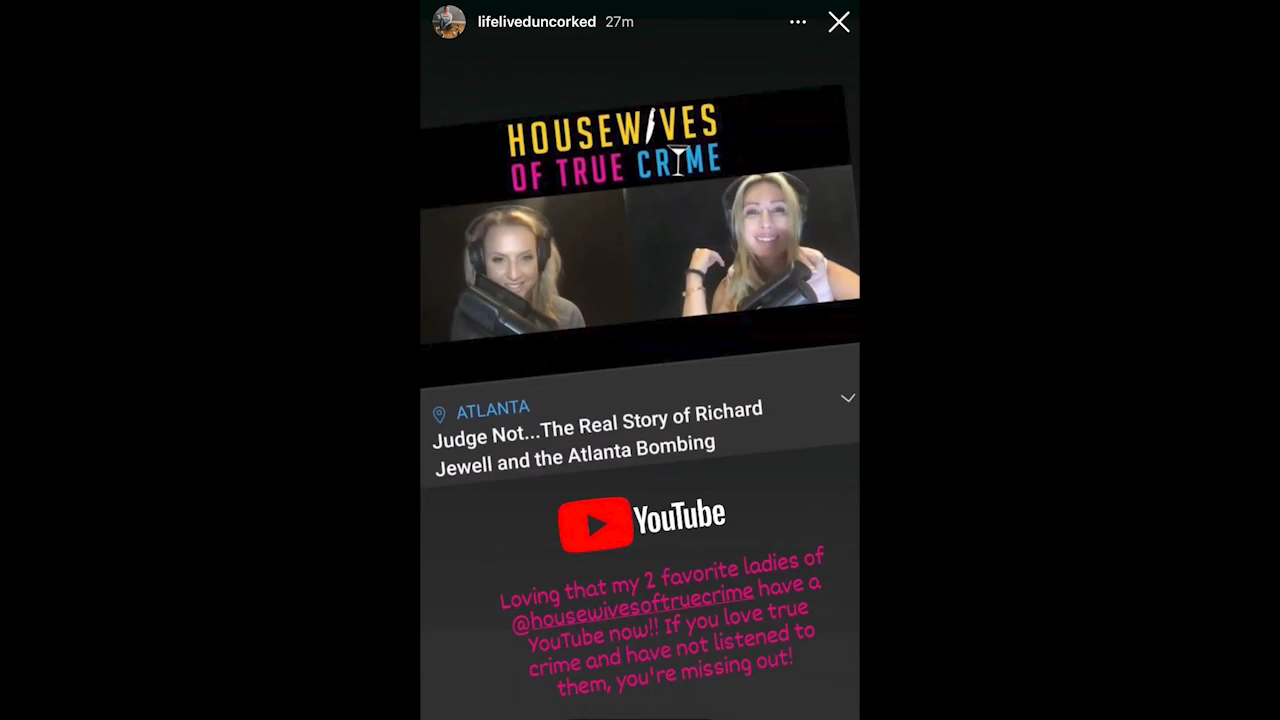 lifeliveduncorked 27m
HOUSEWIVES
OF TRUE CRIME
ATLANTA
Judge Not...The Real Story of Richard
Jewell and the Atlanta Bombing
YouTube
Loving that my 2 favorite ladies of
@housewivesoftruecrime have a
YouTube now!! If you love true
crime and have not listened to
them, you're missing out!